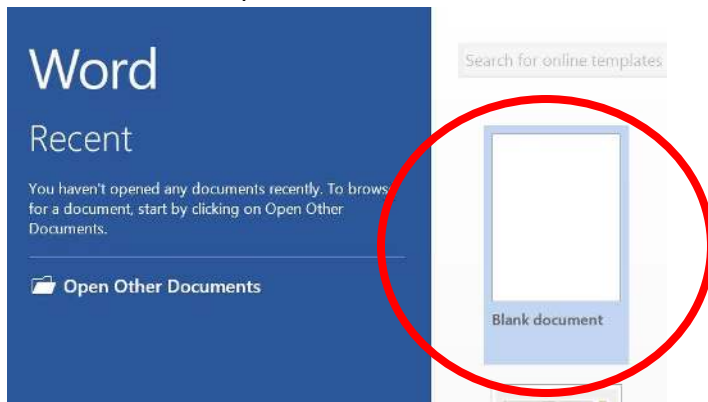 Word
Search for online templates
Recent
You haven't opened any documents recently. To brows
for a document, start by clicking on Open Other
Documents.
Open Other Documents
Blank document